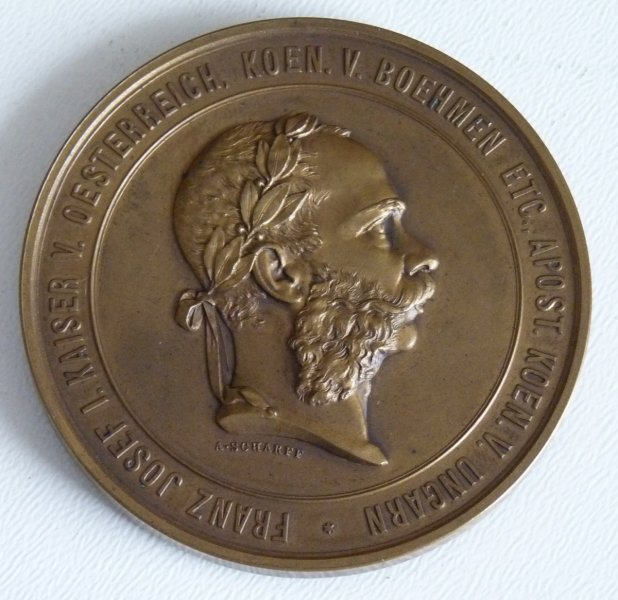 FRANZ JOSEF I. KAISER V. OESTERREICH, KOEN. V. BOEHMEN ETC., APOST. KOEN. V. UNGARN *
A·SCHARFF